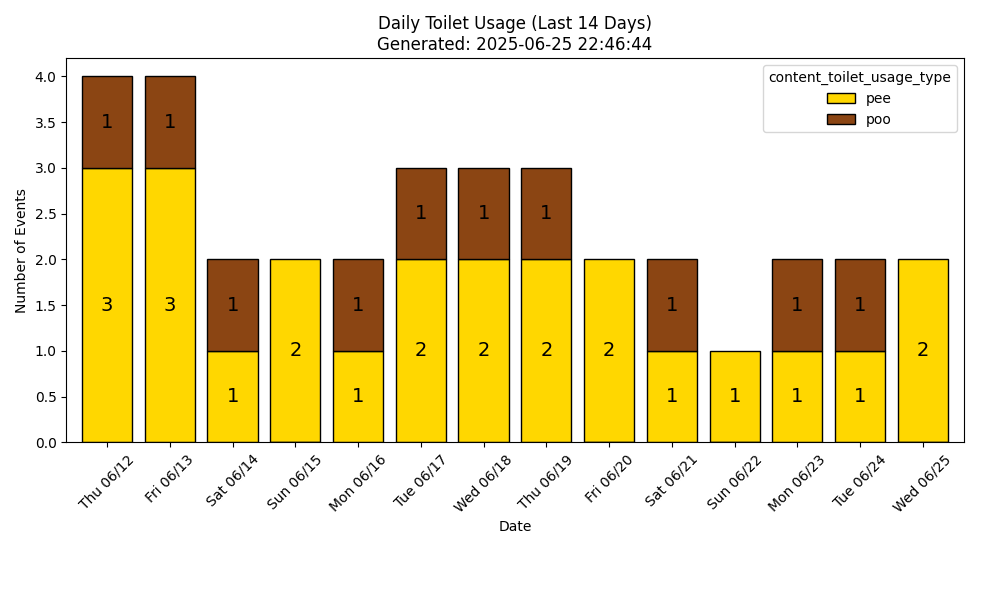 Daily Toilet Usage (Last 14 Days)
Generated: 2025-06-25 22:46:44
content_toilet_usage_type
pee
poo
Number of Events
4.0
3.5
3.0
2.5
2.0
1.5
1.0
0.5
0.0
1 1
1 1 1
3 3 1 1 1 1 1
2 2 2 2 2 2
1 1 1 1 1 1
Thu 06/12 Fri 06/13 Sat 06/14 Sun 06/15 Mon 06/16 Tue 06/17 Wed 06/18 Thu 06/19 Fri 06/20 Sat 06/21 Sun 06/22 Mon 06/23 Tue 06/24 Wed 06/25
Date